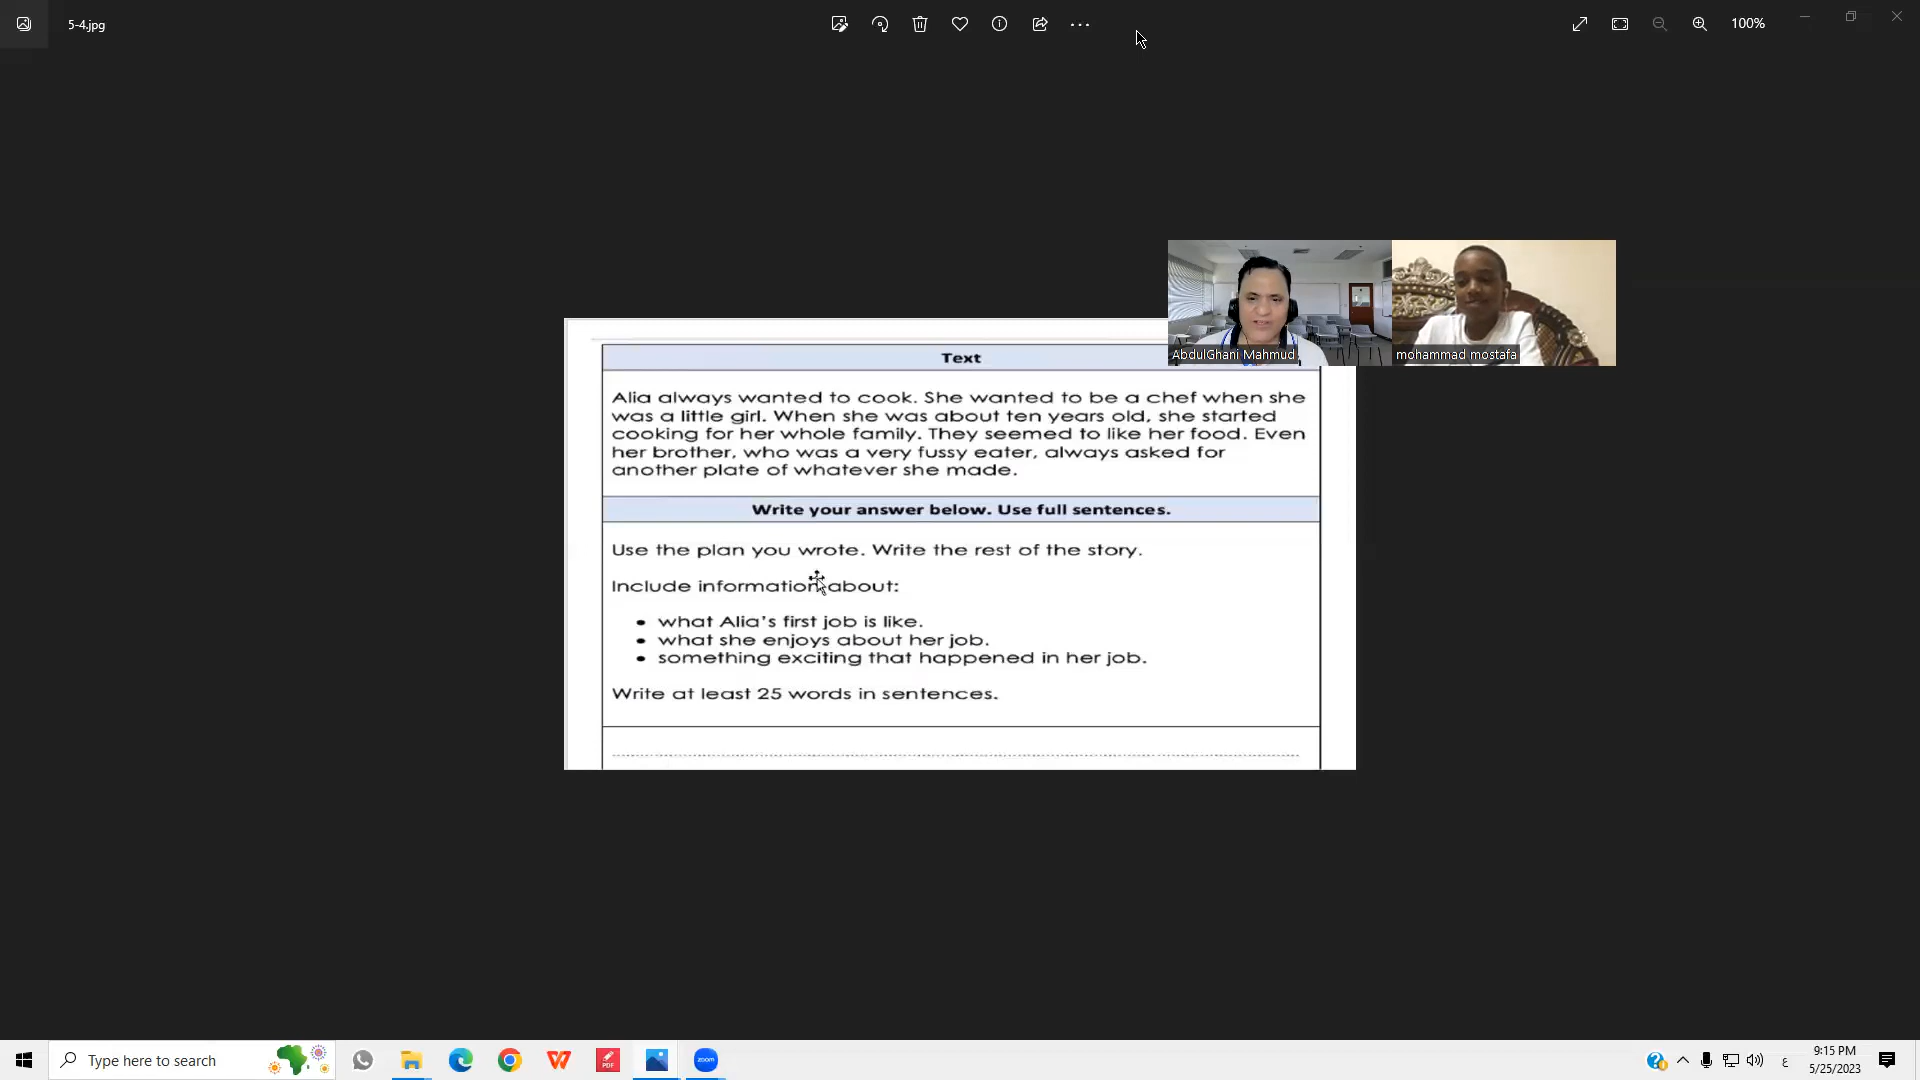 5-4.jpg
100%
AbdulGhani Mahmud
mohammad mostafa
Text
Alia always wanted to cook. She wanted to be a chef when she
was a little girl. When she was about ten years old, she started
cooking for her whole family. They seemed to like her food. Even
her brother, who was a very fussy eater, always asked for
another plate of whatever she made.
Write your answer below. Use full sentences.
Use the plan you wrote. Write the rest of the story.
Include information about:
• what Alia's first job is like.
• what she enjoys about her job.
• something exciting that happened in her job.
Write at least 25 words in sentences.
Type here to search
PDF
zoom
ع
9:15 PM
5/25/2023